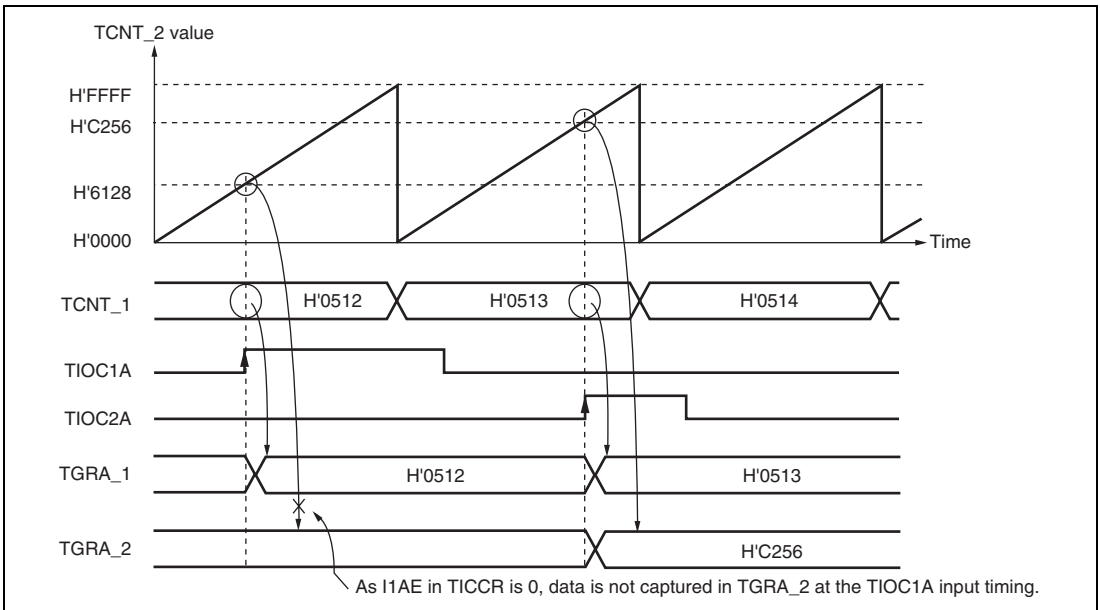 TCNT_2 value
H'FFFF
H'C256
H'6128
H'0000
Time
TCNT_1 H'0512 H'0513 H'0514
TIOC1A
TIOC2A
TGRA_1 H'0512 H'0513
TGRA_2 H'C256
As I1AE in TICCR is 0, data is not captured in TGRA_2 at the TIOC1A input timing.